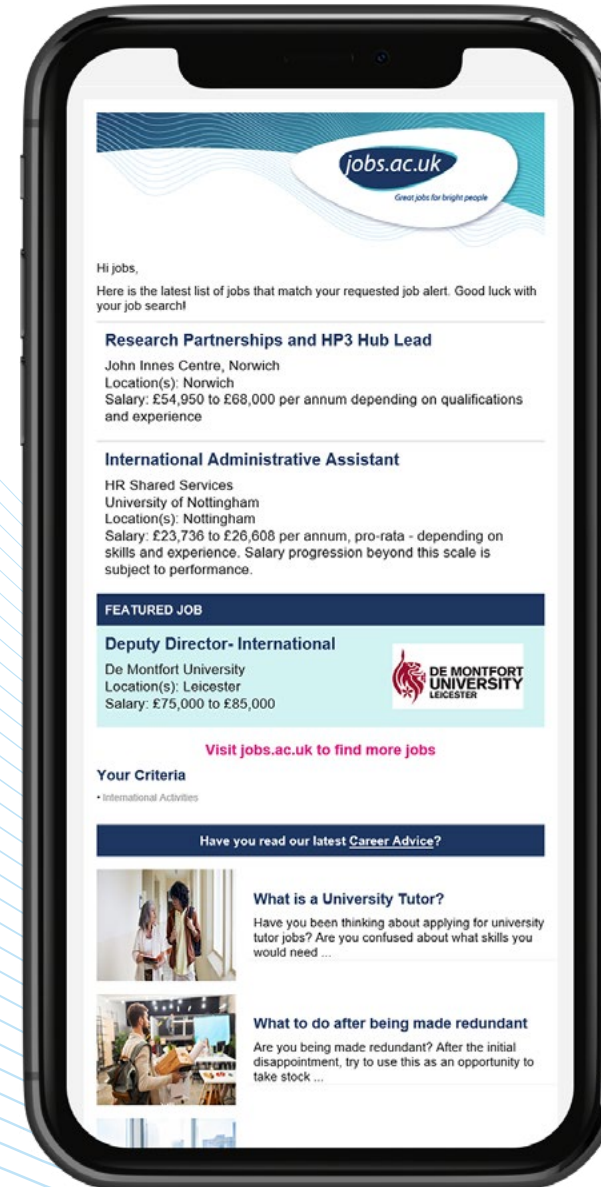 jobs.ac.uk
Great jobs for bright people
Hi jobs,
Here is the latest list of jobs that match your requested job alert. Good luck with
your job search!
Research Partnerships and HP3 Hub Lead
John Innes Centre, Norwich
Location(s): Norwich
Salary: £54,950 to £68,000 per annum depending on qualifications
and experience
International Administrative Assistant
HR Shared Services
University of Nottingham
Location(s): Nottingham
Salary: £23,736 to £26,608 per annum, pro-rata - depending on
skills and experience. Salary progression beyond this scale is
subject to performance.
FEATURED JOB
Deputy Director- International
De Montfort University
Location(s): Leicester
Salary: £75,000 to £85,000
DE MONTFORT
UNIVERSITY
LEICESTER
Visit jobs.ac.uk to find more jobs
Your Criteria
• International Activities
Have you read our latest Career Advice?
What is a University Tutor?
Have you been thinking about applying for university
tutor jobs? Are you confused about what skills you
would need ...
What to do after being made redundant
Are you being made redundant? After the initial
disappointment, try to use this as an opportunity to
take stock ...